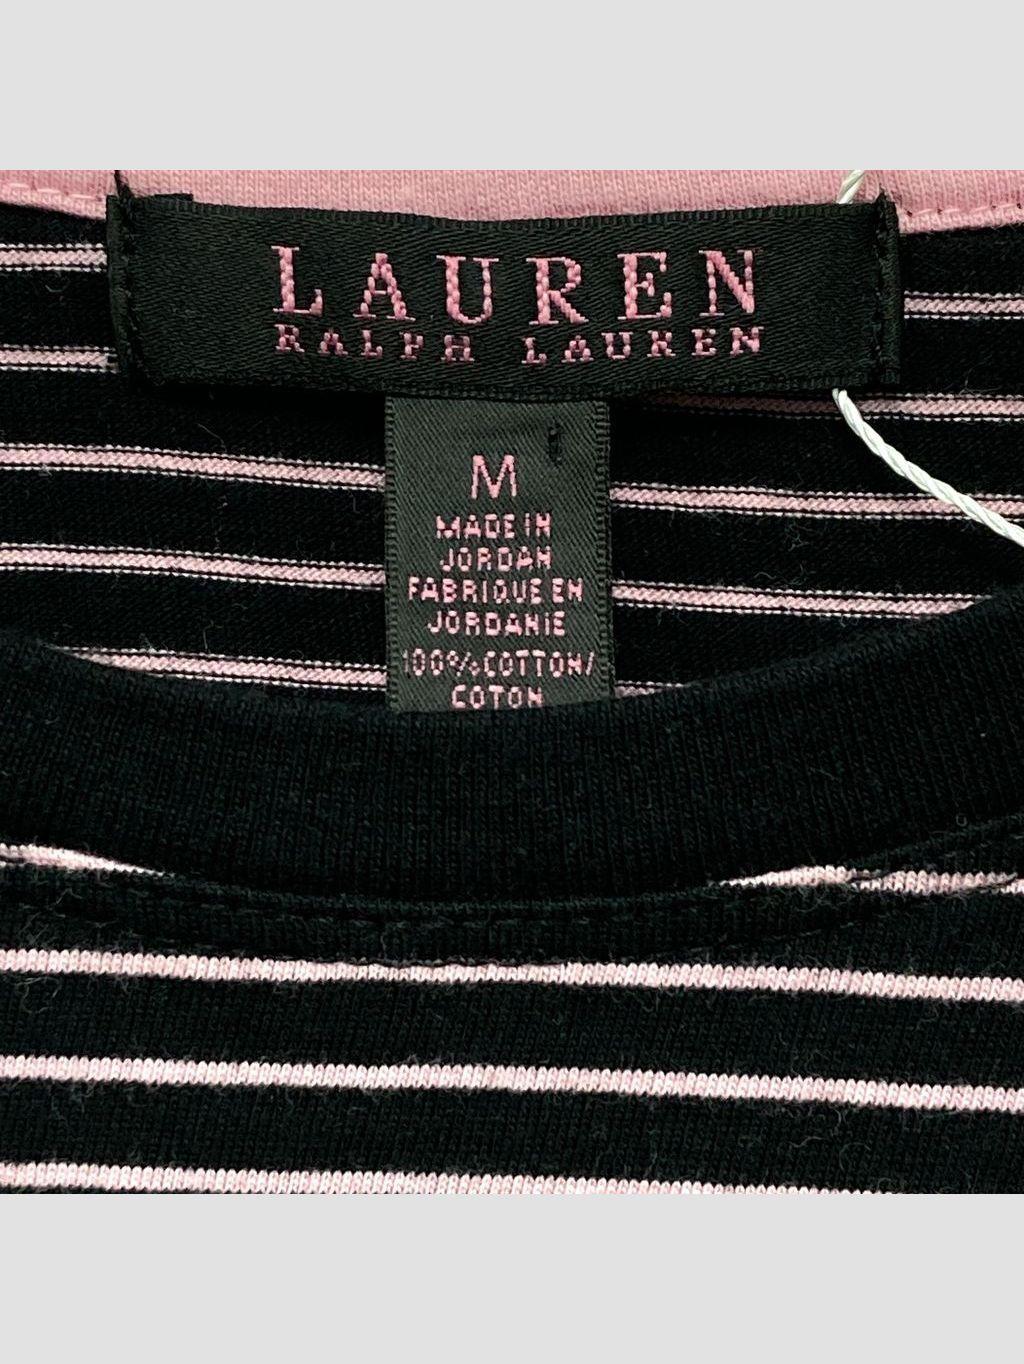 LAUREN
RALPH LAUREN
M
MADE IN
JORDAN
FABRIQUE EN
JORDANIE
100% COTTON/
COTON